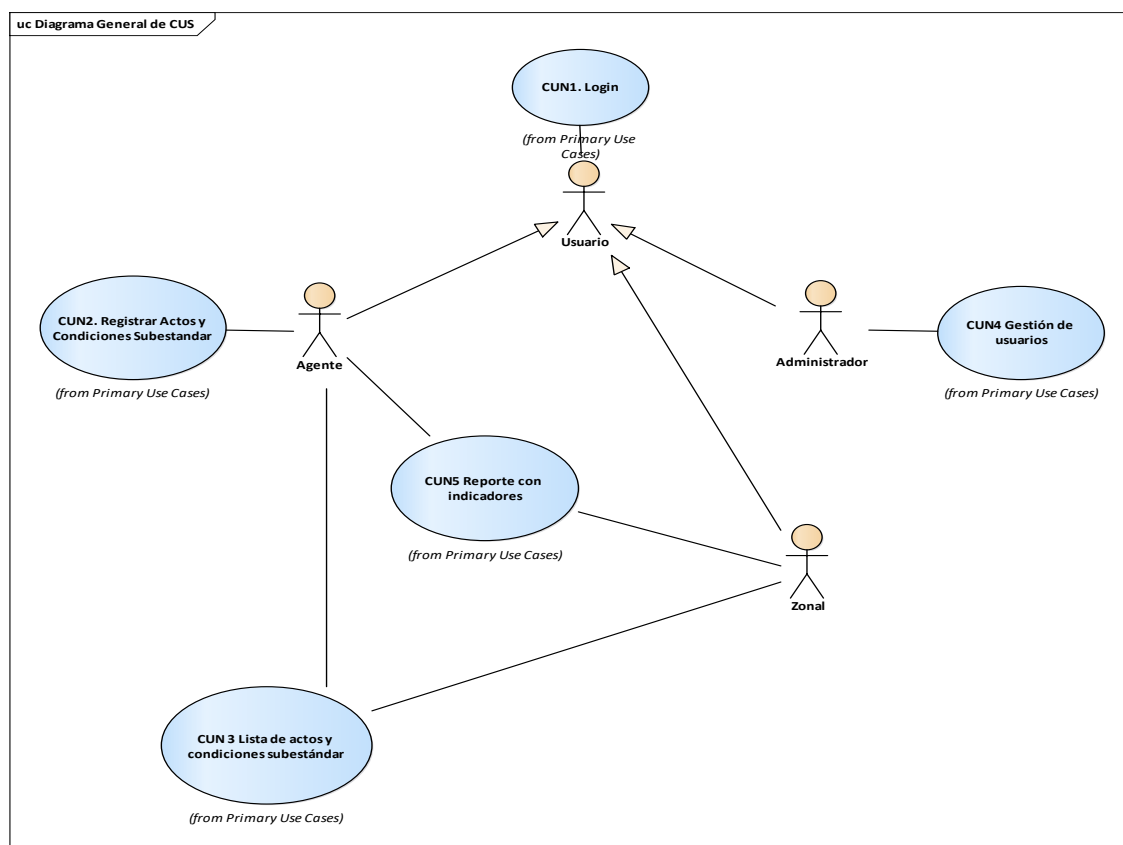 uc Diagrama General de CUS
CUN1. Login
(from Primary Use
Cases)
Usuario
CUN2. Registrar Actos y
Condiciones Subestandar
(from Primary Use Cases)
Agente
Administrador
CUN4 Gestión de
usuarios
(from Primary Use Cases)
CUN5 Reporte con
indicadores
(from Primary Use Cases)
Zonal
CUN 3 Lista de actos y
condiciones subestándar
(from Primary Use Cases)